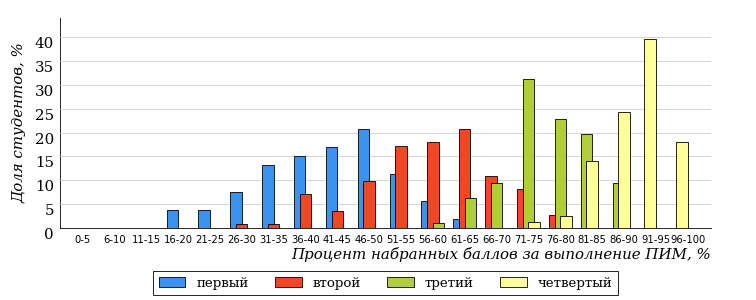 Доля студентов, %
40
35
30
25
20
15
10
5
0
0-5 6-10 11-15 16-20 21-25 26-30 31-35 36-40 41-45 46-50 51-55 56-60 61-65 66-70 71-75 76-80 81-85 86-90 91-95 96-100
Процент набранных баллов за выполнение ПИМ, %
первый второй третий четвертый